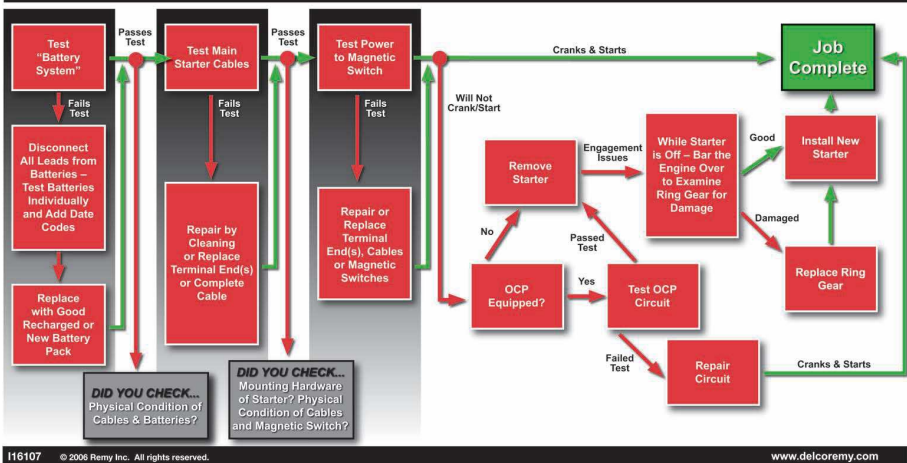 Test
"Battery
System"
Passes
Test
Fails
Test
Disconnect
All Leads from
Batteries –
Test Batteries
Individually
and Add Date
Codes
Replace
with Good
Recharged or
New Battery
Pack
DID YOU CHECK...
Physical Condition of
Cables & Batteries?
Test Main
Starter Cables
Passes
Test
Fails
Test
Repair by
Cleaning
or Replace
Terminal End(s)
or Complete
Cable
DID YOU CHECK...
Mounting Hardware
of Starter? Physical
Condition of Cables
and Magnetic Switch?
Test Power
to Magnetic
Switch
Fails
Test
Repair or
Replace
Terminal
End(s), Cables
or Magnetic
Switches
Cranks & Starts
Job
Complete
Will Not
Crank/Start
OCP
Equipped?
No
Yes
Remove
Starter
Engagement
Issues
Passed
Test
Test OCP
Circuit
Failed
Test
Repair
Circuit
Cranks & Starts
While Starter
is Off – Bar the
Engine Over
to Examine
Ring Gear for
Damage
Good
Damaged
Install New
Starter
Replace Ring
Gear
I16107 © 2006 Remy Inc. All rights reserved.
www.delcoremy.com